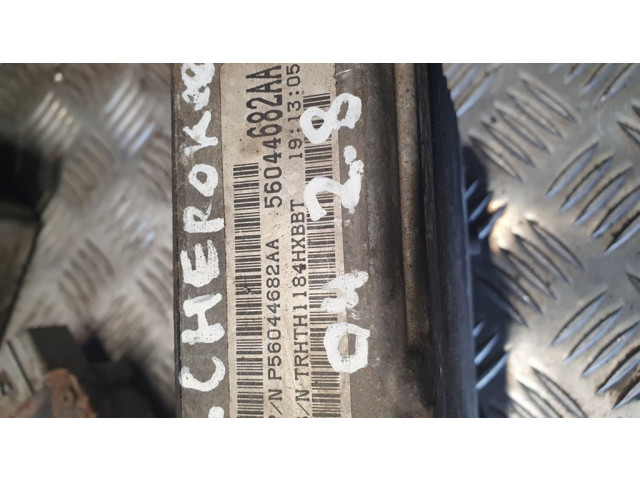 .CHEROK
P/N P56044682AA 56044682AA
S/N TRHTH1184HXBBT 19:13:05
04 2.8